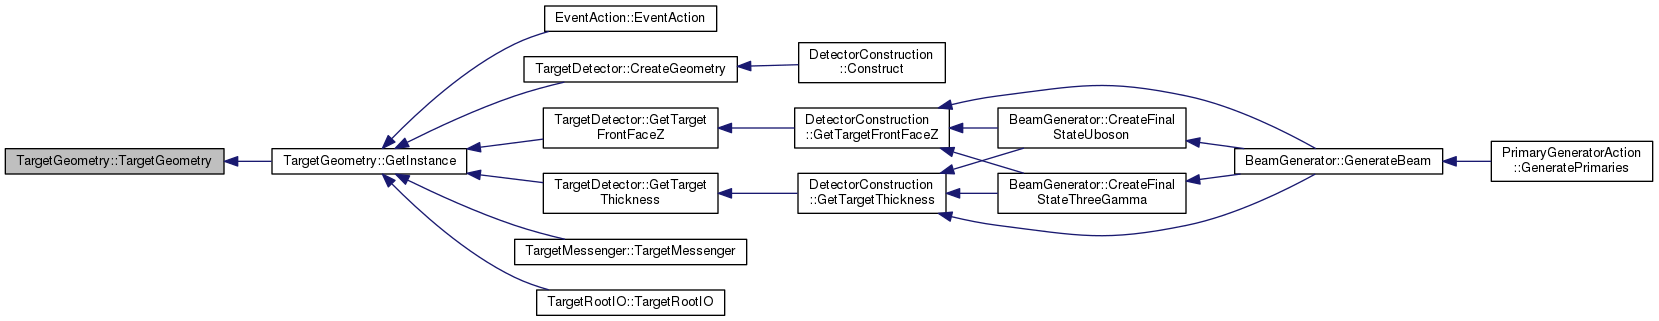 TargetGeometry::TargetGeometry
TargetGeometry::GetInstance
EventAction::EventAction
TargetDetector::CreateGeometry
DetectorConstruction
::Construct
TargetDetector::GetTarget
FrontFaceZ
DetectorConstruction
::GetTargetFrontFaceZ
BeamGenerator::CreateFinal
StateUboson
BeamGenerator::GenerateBeam
PrimaryGeneratorAction
::GeneratePrimaries
TargetDetector::GetTarget
Thickness
DetectorConstruction
::GetTargetThickness
BeamGenerator::CreateFinal
StateThreeGamma
TargetMessenger::TargetMessenger
TargetRootIO::TargetRootIO